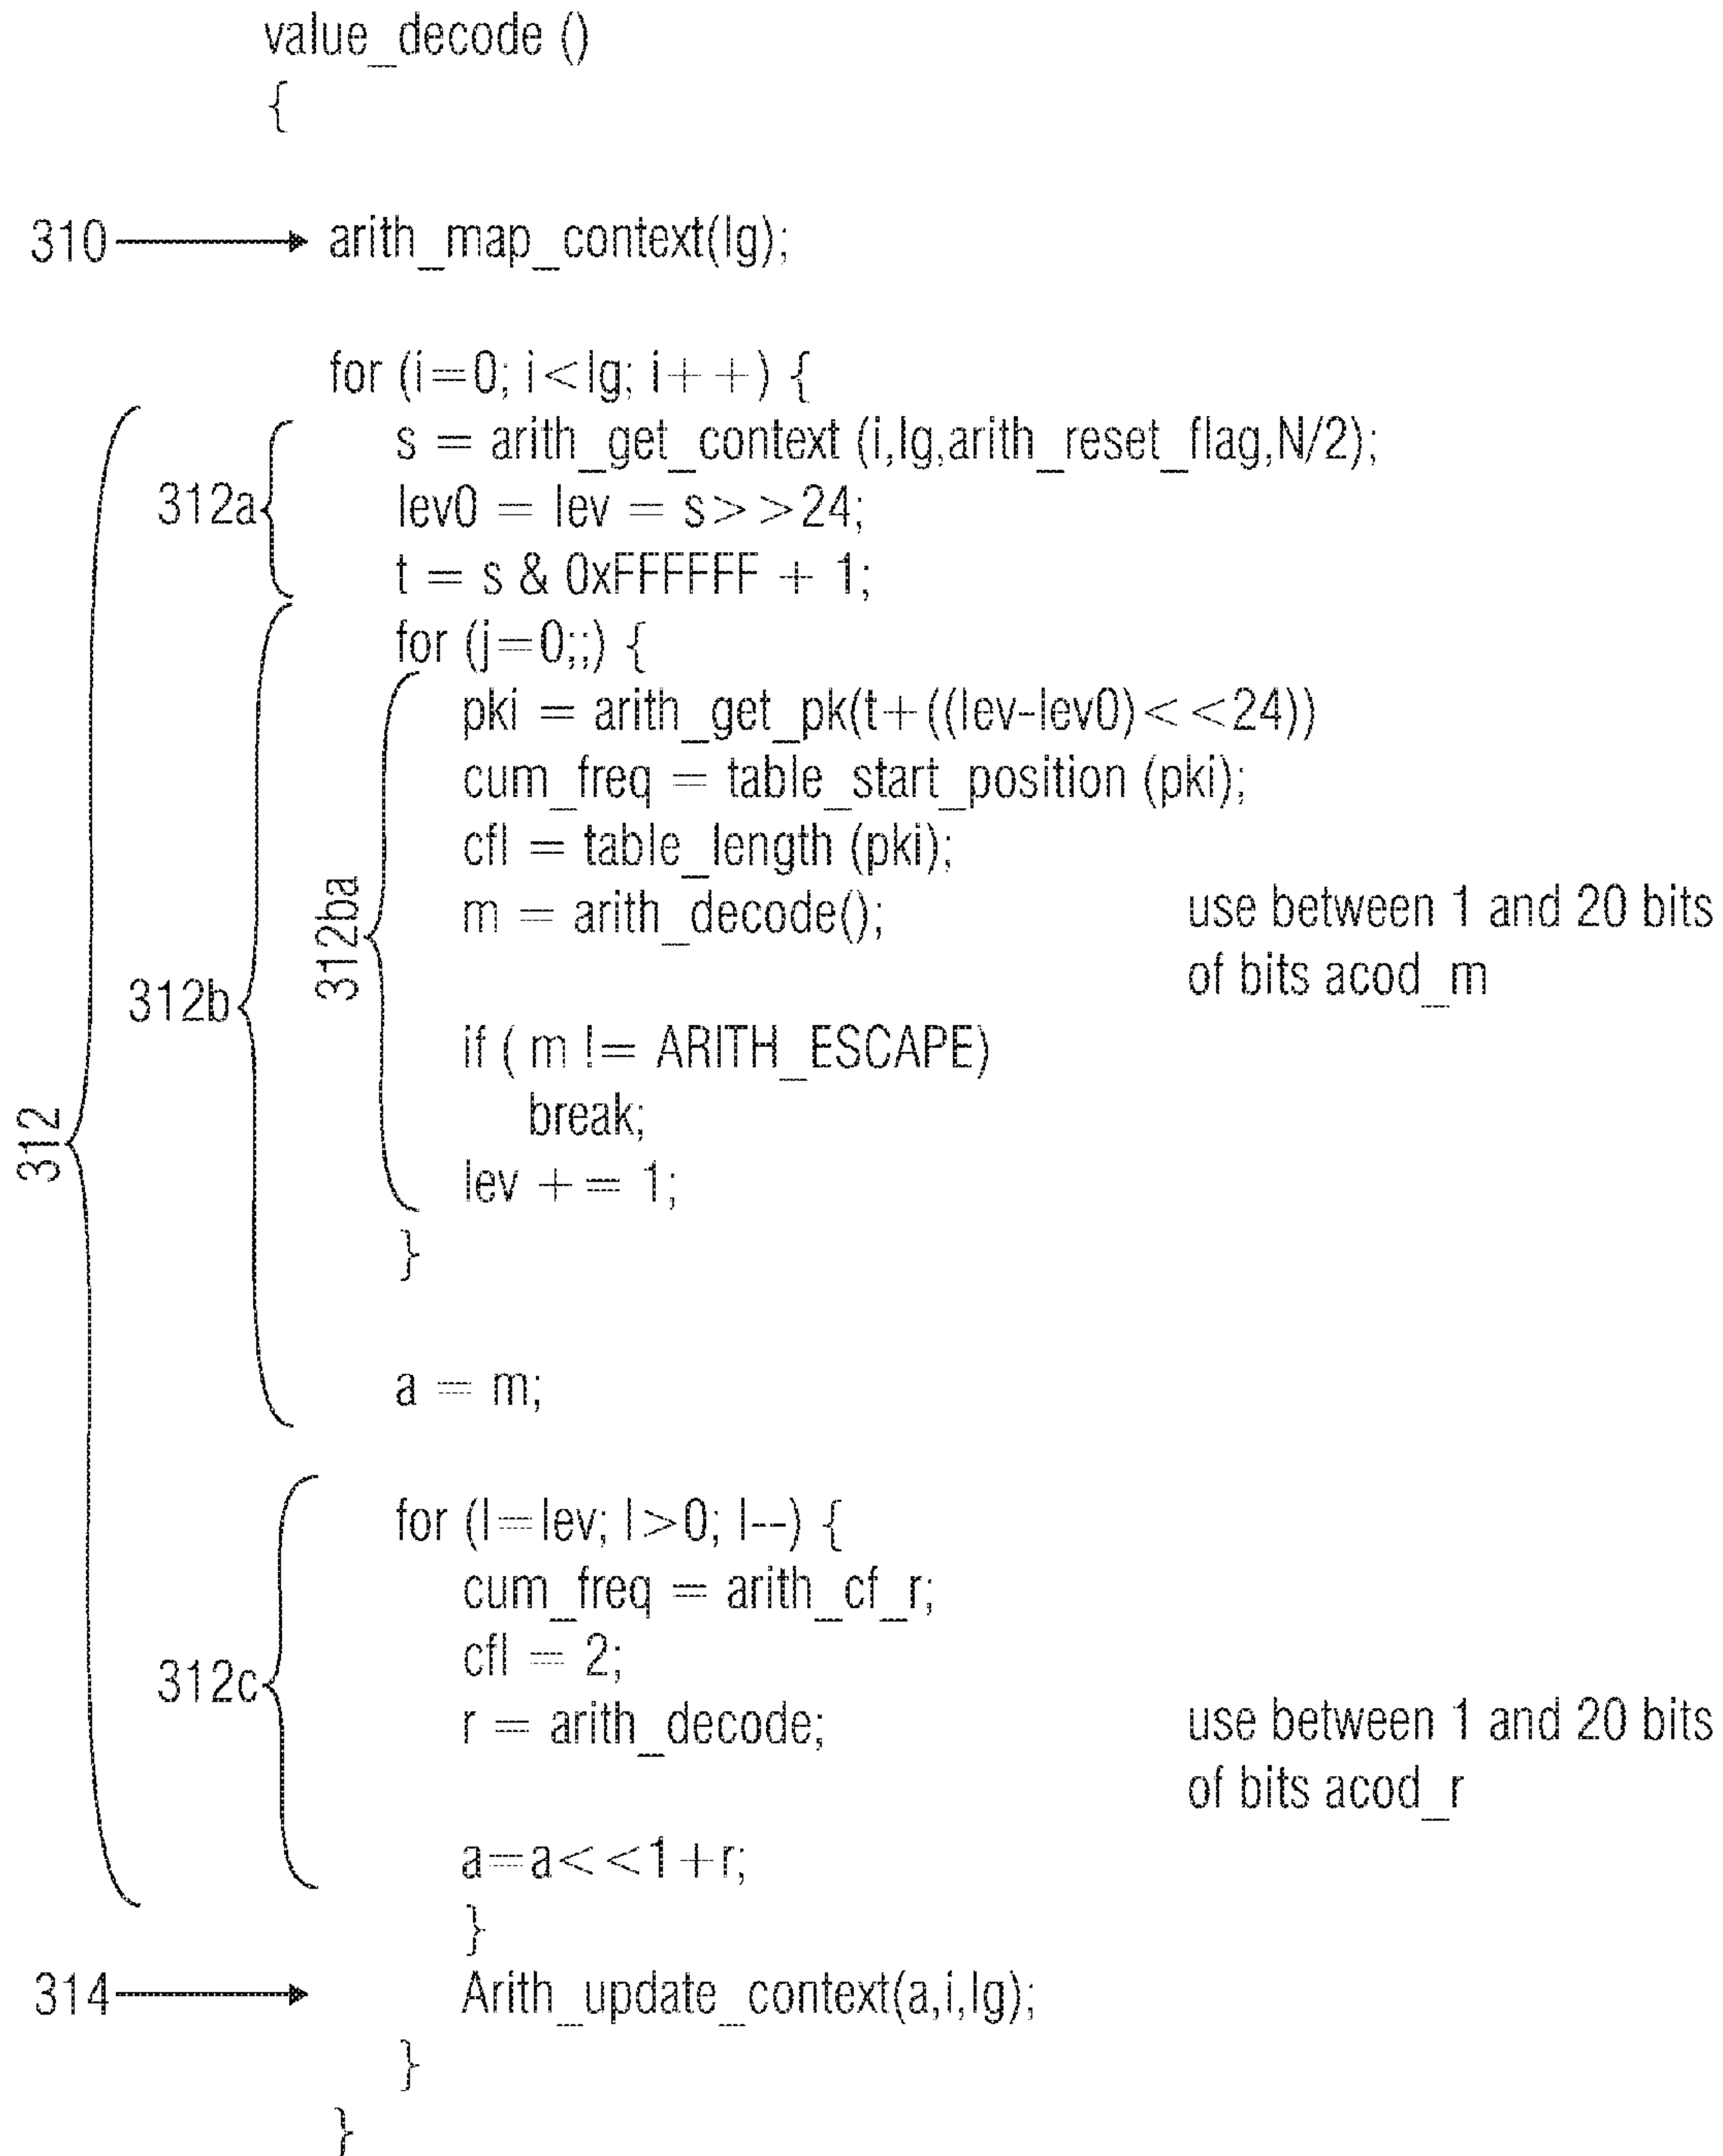 value_decode ()
{
310 arith_map_context(lg);
for (i=0; i<lg; i++) {
s = arith_get_context (i,lg,arith_reset_flag,N/2);
312a lev0 = lev = s>>24;
t = s & 0xFFFFFF + 1;
for (j=0;;) {
pki = arith_get_pk(t+((lev-lev0)<<24))
cum_freq = table_start_position (pki);
cfl = table_length (pki);
312ba m = arith_decode(); use between 1 and 20 bits
of bits acod_m
312b
if ( m != ARITH_ESCAPE)
break;
312 lev += 1;
}
a = m;
for (l=lev; l>0; l--) {
cum_freq = arith_cf_r;
cfl = 2;
312c
r = arith_decode; use between 1 and 20 bits
of bits acod_r
a=a<<1+r;
}
314 Arith_update_context(a,i,lg);
}
}